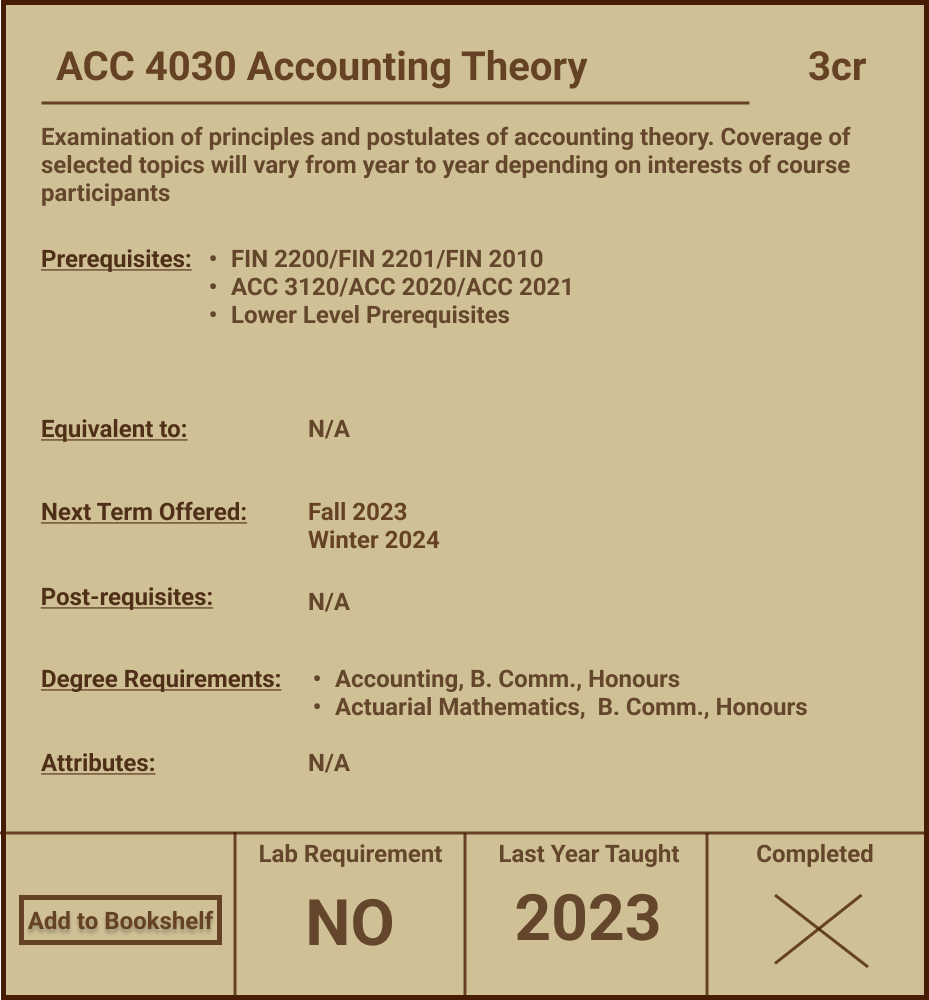 ACC 4030 Accounting Theory 3cr
Examination of principles and postulates of accounting theory. Coverage of
selected topics will vary from year to year depending on interests of course
participants
Prerequisites: • FIN 2200/FIN 2201/FIN 2010
• ACC 3120/ACC 2020/ACC 2021
• Lower Level Prerequisites
Equivalent to: N/A
Next Term Offered: Fall 2023
Winter 2024
Post-requisites: N/A
Degree Requirements: • Accounting, B. Comm., Honours
• Actuarial Mathematics,  B. Comm., Honours
Attributes: N/A
Lab Requirement Last Year Taught Completed
Add to Bookshelf NO 2023